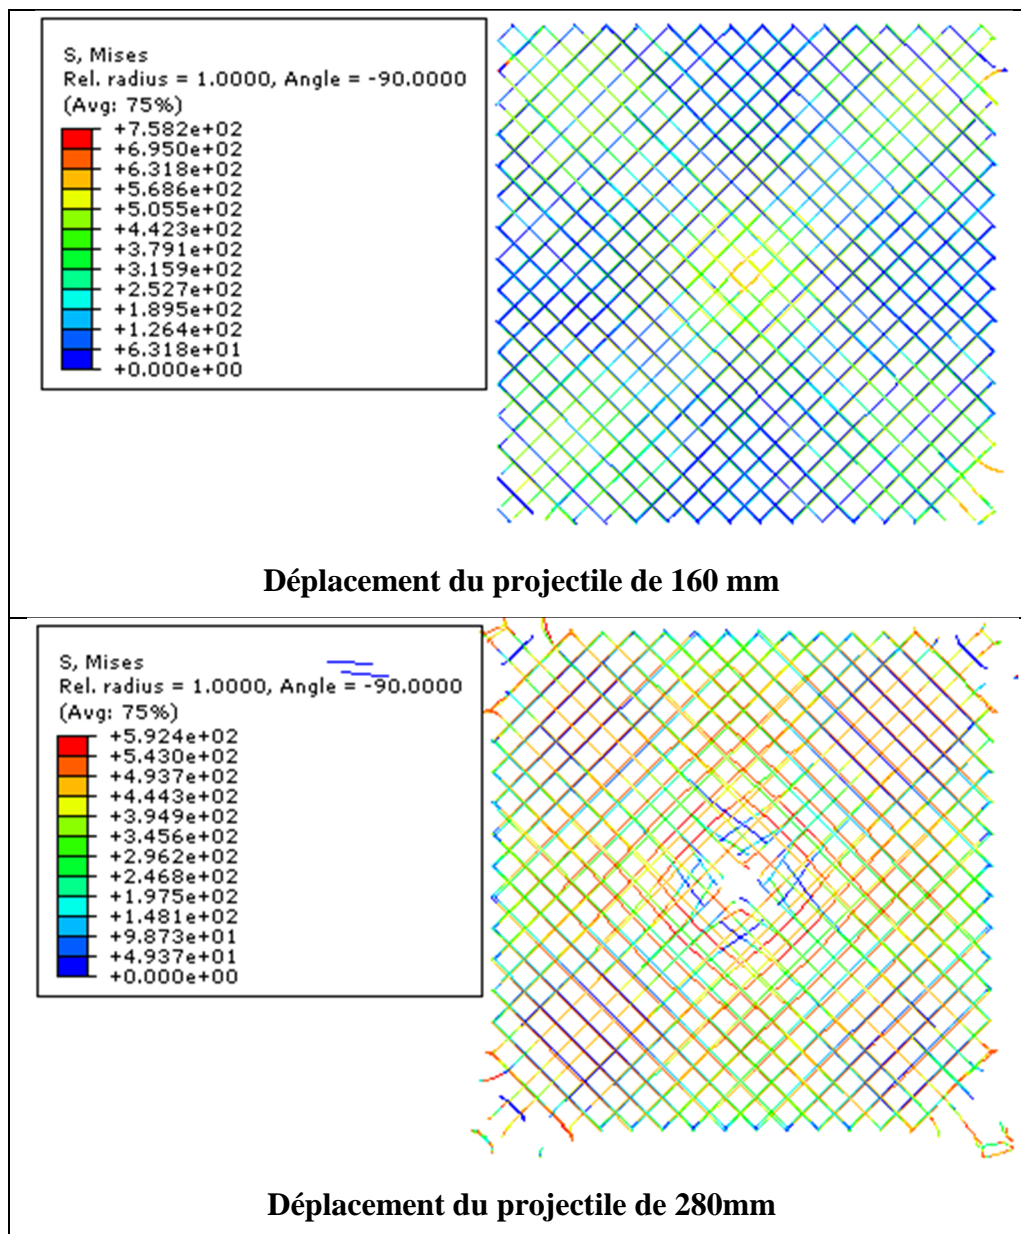 S, Mises
Rel. radius = 1.0000, Angle = -90.0000
(Avg: 75%)
+7.582e+02
+6.950e+02
+6.318e+02
+5.686e+02
+5.055e+02
+4.423e+02
+3.791e+02
+3.159e+02
+2.527e+02
+1.895e+02
+1.264e+02
+6.318e+01
+0.000e+00
Déplacement du projectile de 160 mm
S, Mises
Rel. radius = 1.0000, Angle = -90.0000
(Avg: 75%)
+5.924e+02
+5.430e+02
+4.937e+02
+4.443e+02
+3.949e+02
+3.456e+02
+2.962e+02
+2.468e+02
+1.975e+02
+1.481e+02
+9.873e+01
+4.937e+01
+0.000e+00
Déplacement du projectile de 280mm